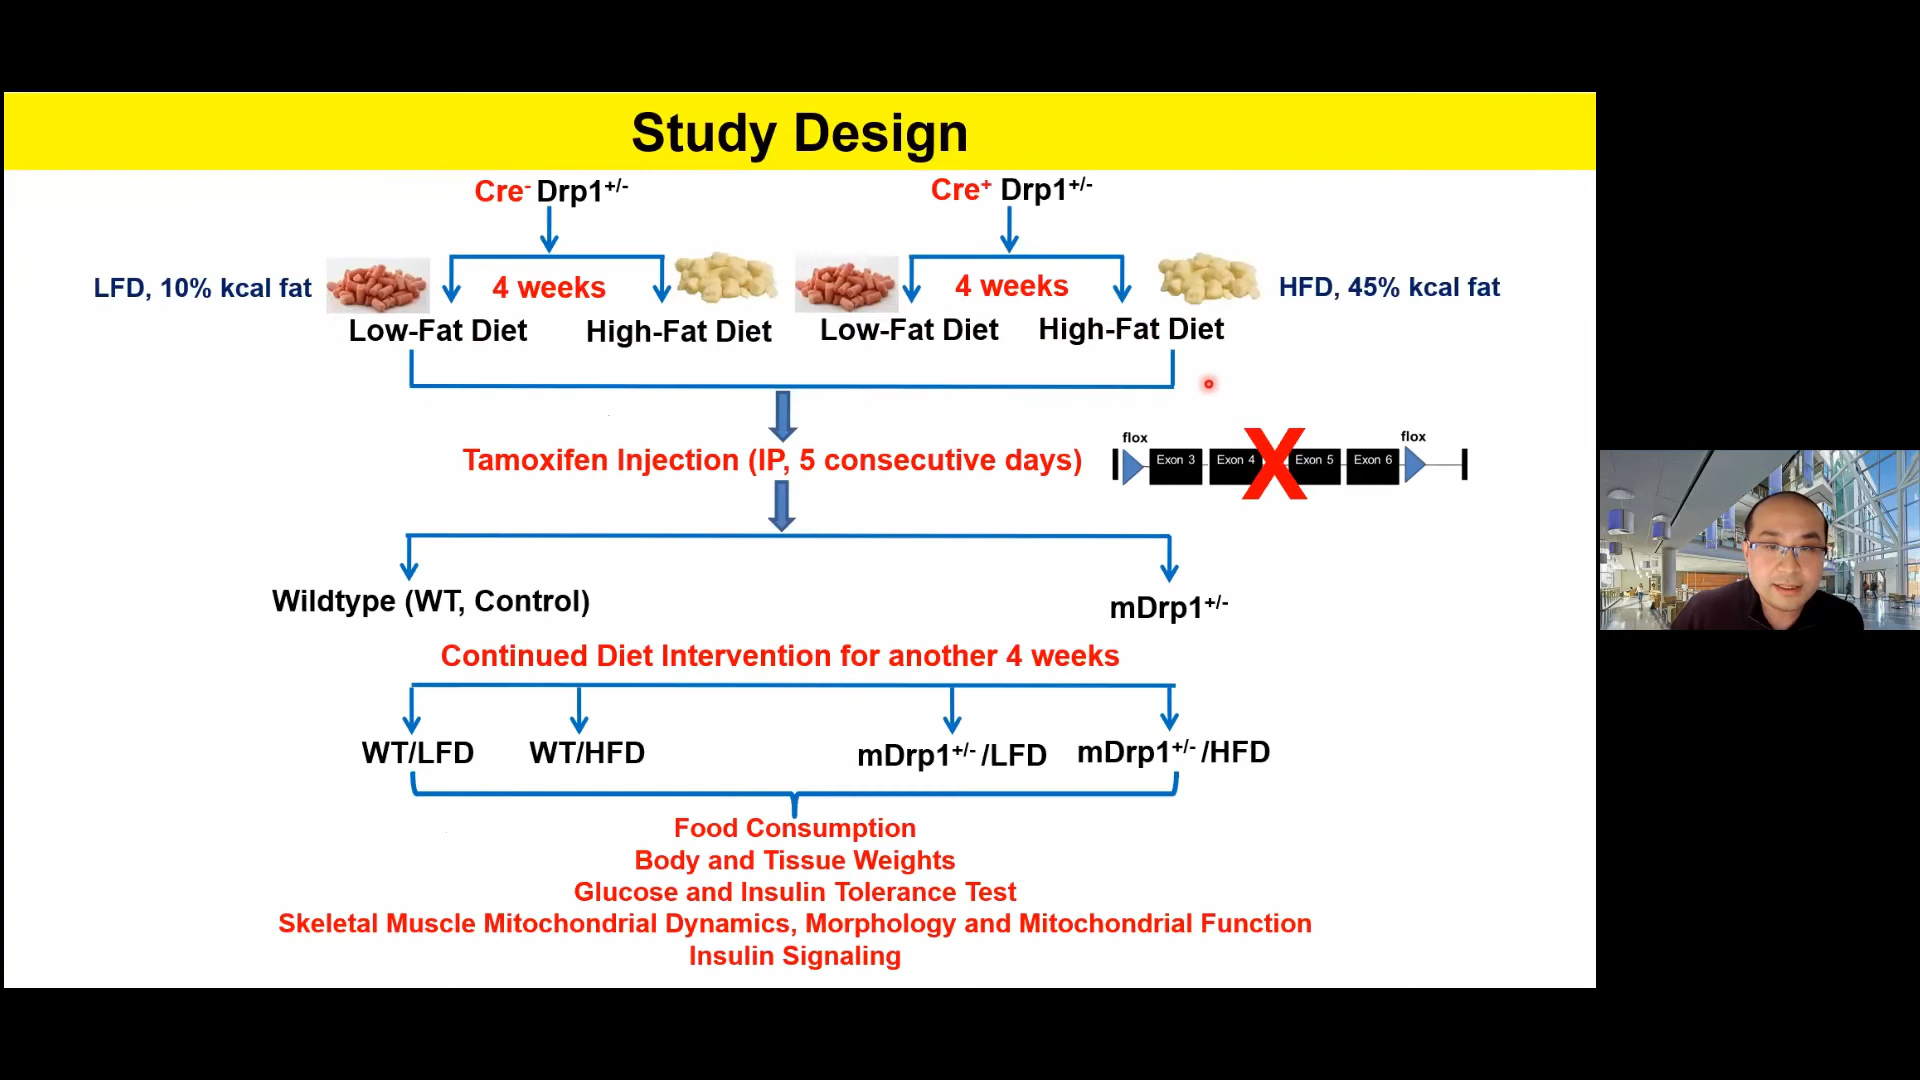 Study Design
Cre- Drp1+/-
Cre+ Drp1+/-
LFD, 10% kcal fat
4 weeks
4 weeks
HFD, 45% kcal fat
Low-Fat Diet
High-Fat Diet
Low-Fat Diet
High-Fat Diet
Tamoxifen Injection (IP, 5 consecutive days)
flox
flox
Exon 3
Exon 4
X
Exon 5
Exon 6
Wildtype (WT, Control)
mDrp1+/-
Continued Diet Intervention for another 4 weeks
WT/LFD
WT/HFD
mDrp1+/- /LFD
mDrp1+/- /HFD
Food Consumption
Body and Tissue Weights
Glucose and Insulin Tolerance Test
Skeletal Muscle Mitochondrial Dynamics, Morphology and Mitochondrial Function
Insulin Signaling